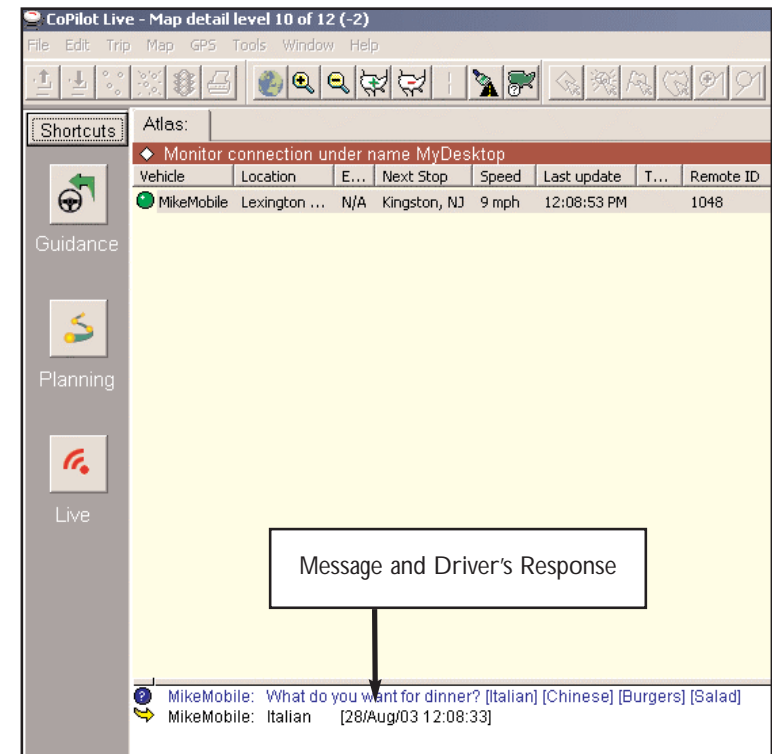 CoPilot Live - Map detail level 10 of 12 (-2)
File Edit Trip Map GPS Tools Window Help
Shortcuts
Atlas:
Monitor connection under name MyDesktop
Vehicle Location E... Next Stop Speed Last update T... Remote ID
MikeMobile Lexington ... N/A Kingston, NJ 9 mph 12:08:53 PM 1048
Guidance
Planning
Live
Message and Driver's Response
MikeMobile: What do you want for dinner? [Italian] [Chinese] [Burgers] [Salad]
MikeMobile: Italian [28/Aug/03 12:08:33]